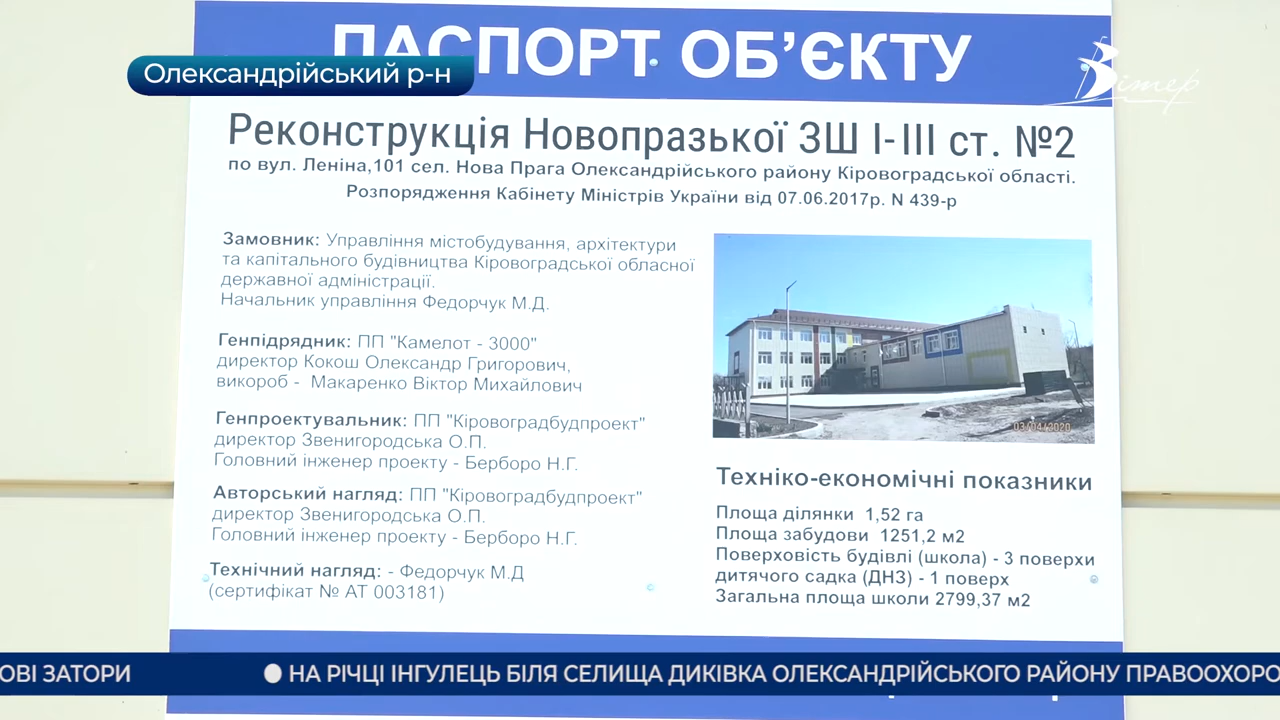 ПАСПОРТ ОБ’ЄКТУ
Олександрійський р-н
Вітер
Реконструкція Новопразької ЗШ І-ІІІ ст. №2
по вул. Леніна,101 сел. Нова Прага Олександрійського району Кіровоградської області.
Розпорядження Кабінету Міністрів України від 07.06.2017р. N 439-р
Замовник: Управління містобудування, архітектури
та капітального будівництва Кіровоградської обласної
державної адміністрації.
Начальник управління Федорчук М.Д.
Генпідрядник: ПП "Камелот - 3000"
директор Кокош Олександр Григорович,
викороб - Макаренко Віктор Михайлович
Генпроектувальник: ПП "Кіровоградбудпроект"
директор Звенигородська О.П.
Головний інженер проекту - Берборо Н.Г.
Авторський нагляд: ПП "Кіровоградбудпроект"
директор Звенигородська О.П.
Головний інженер проекту - Берборо Н.Г.
Технічний нагляд: - Федорчук М.Д
(сертифікат № АТ 003181)
03/04/2020
Техніко-економічні показники
Площа ділянки 1,52 га
Площа забудови 1251,2 м2
Поверховість будівлі (школа) - 3 поверхи
дитячого садка (ДНЗ) - 1 поверх
Загальна площа школи 2799,37 м2
ОВІ ЗАТОРИ ● НА РІЧЦІ ІНГУЛЕЦЬ БІЛЯ СЕЛИЩА ДИКІВКА ОЛЕКСАНДРІЙСЬКОГО РАЙОНУ ПРАВООХОРО